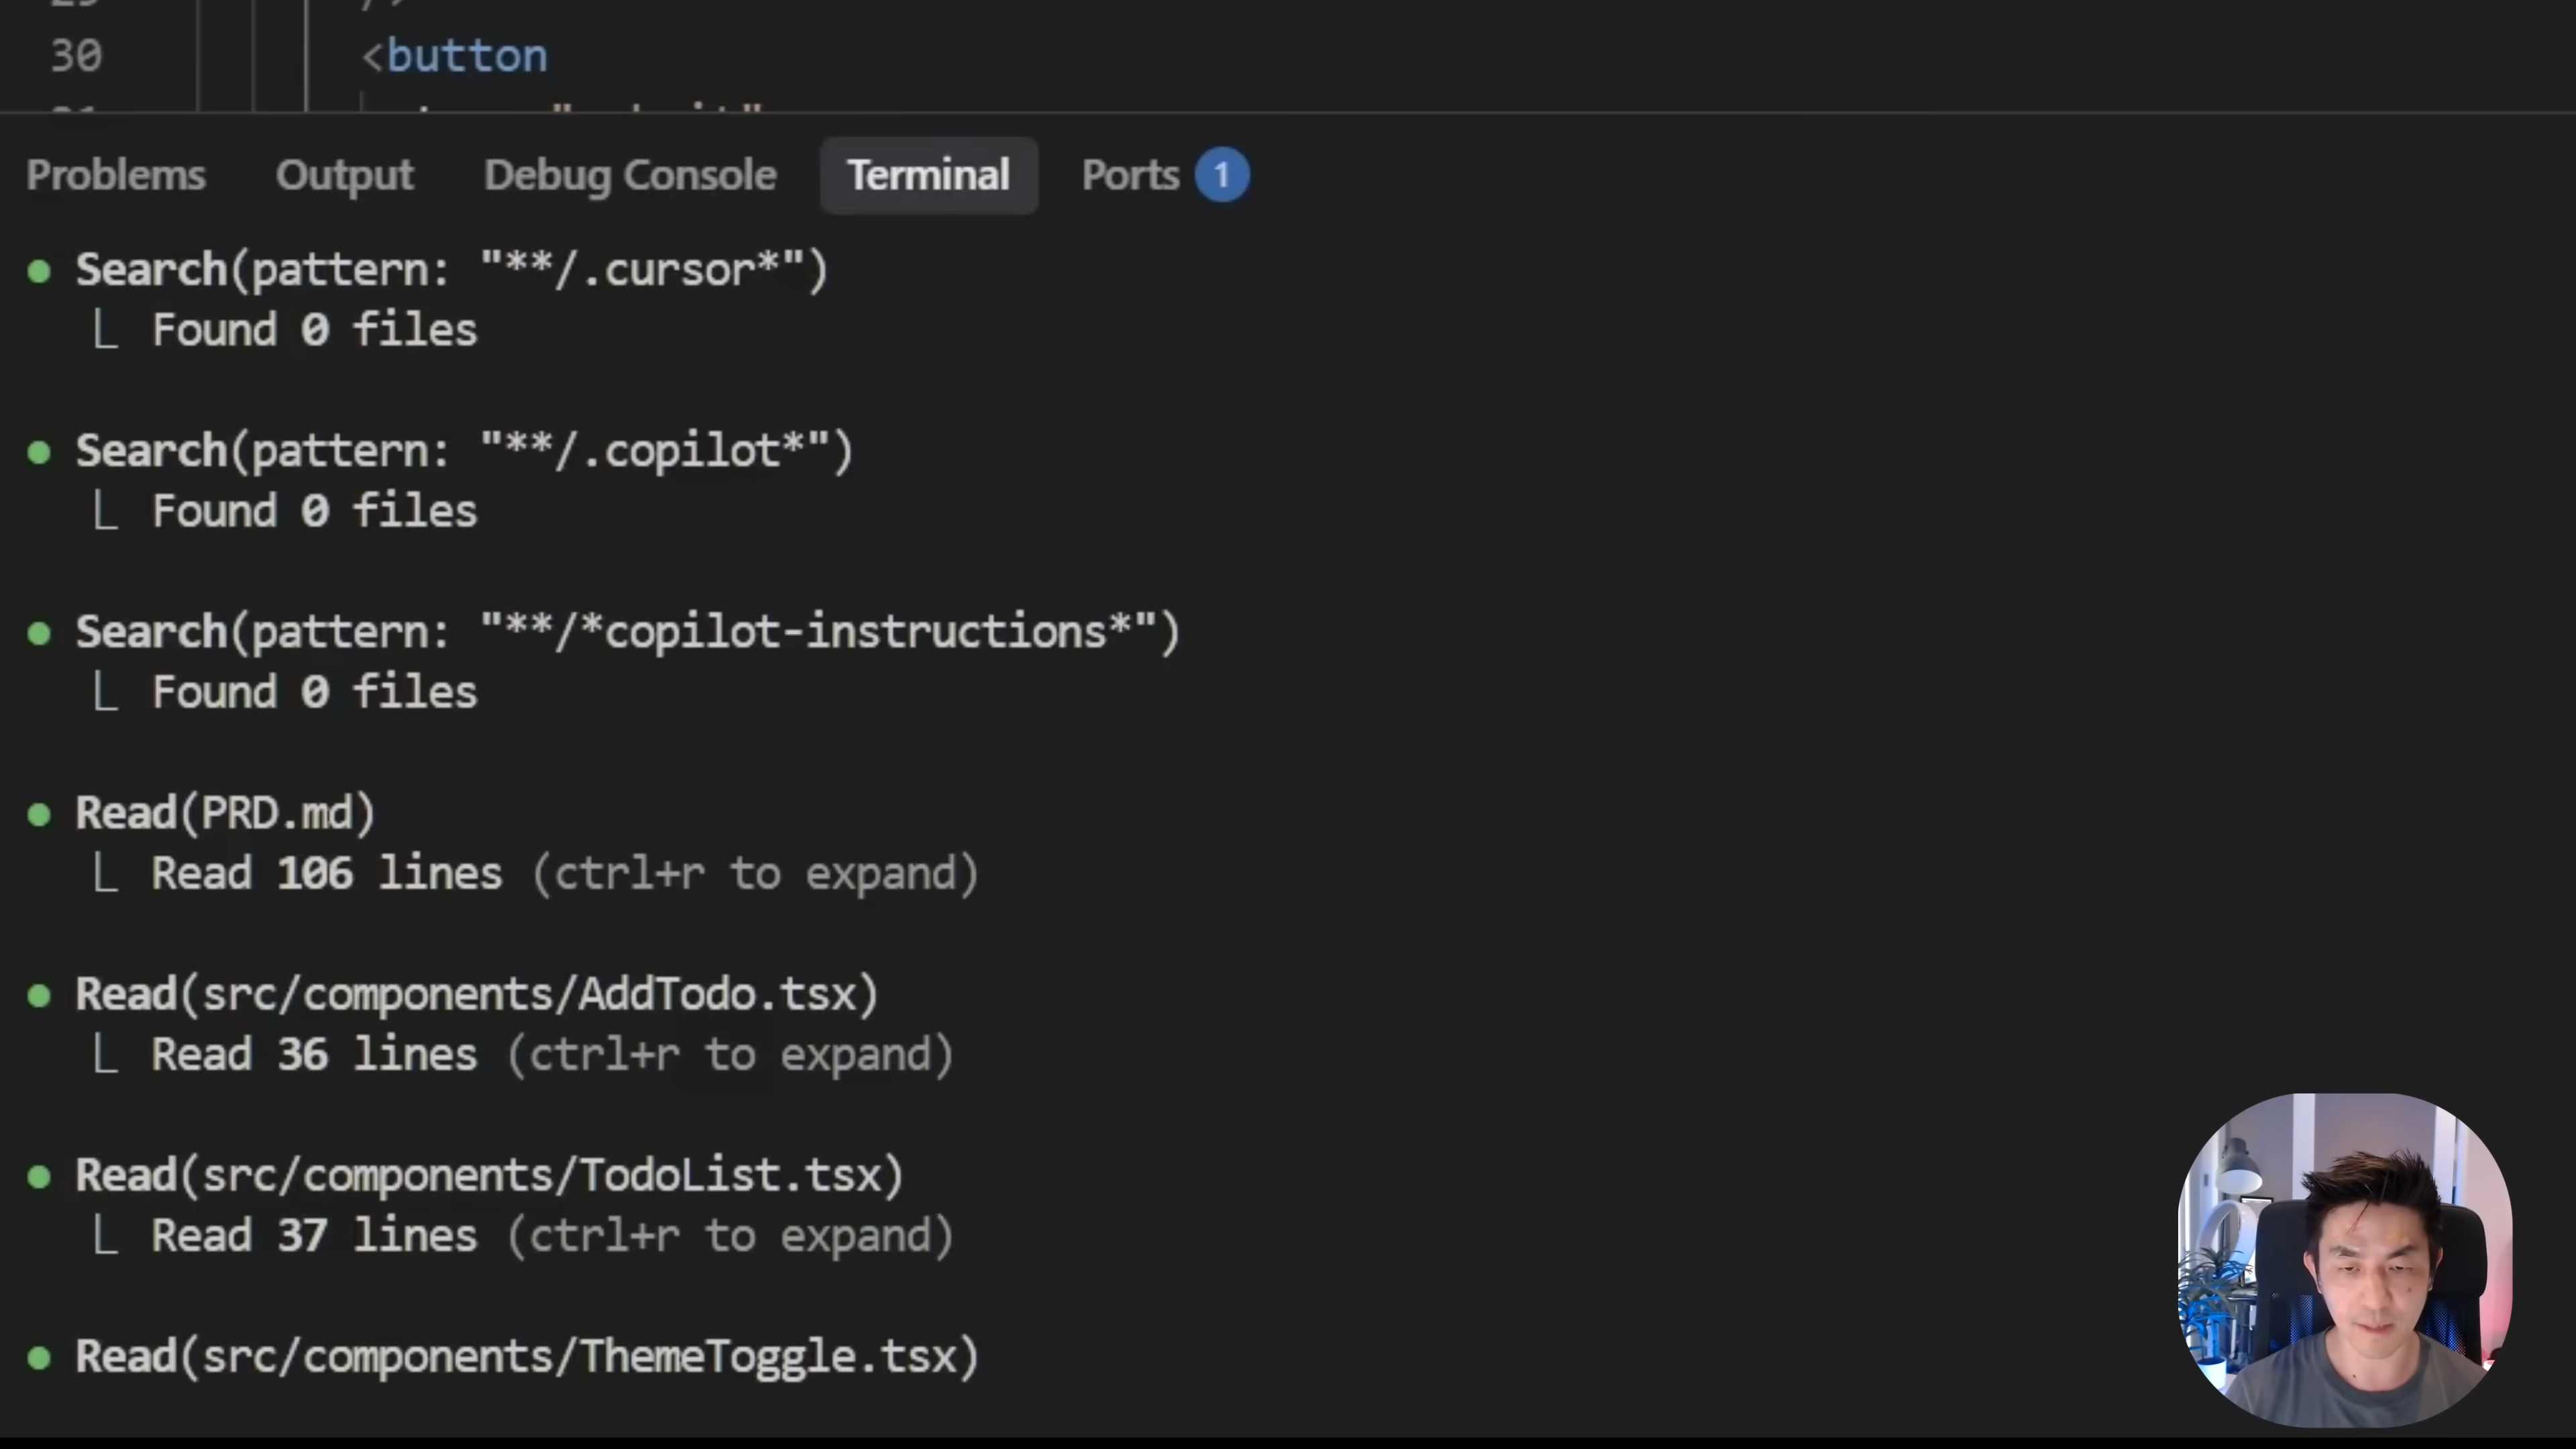 30 <button
Problems Output Debug Console Terminal Ports 1
● Search(pattern: "**/.cursor*")
⎿ Found 0 files
● Search(pattern: "**/.copilot*")
⎿ Found 0 files
● Search(pattern: "**/*copilot-instructions*")
⎿ Found 0 files
● Read(PRD.md)
⎿ Read 106 lines (ctrl+r to expand)
● Read(src/components/AddTodo.tsx)
⎿ Read 36 lines (ctrl+r to expand)
● Read(src/components/TodoList.tsx)
⎿ Read 37 lines (ctrl+r to expand)
● Read(src/components/ThemeToggle.tsx)